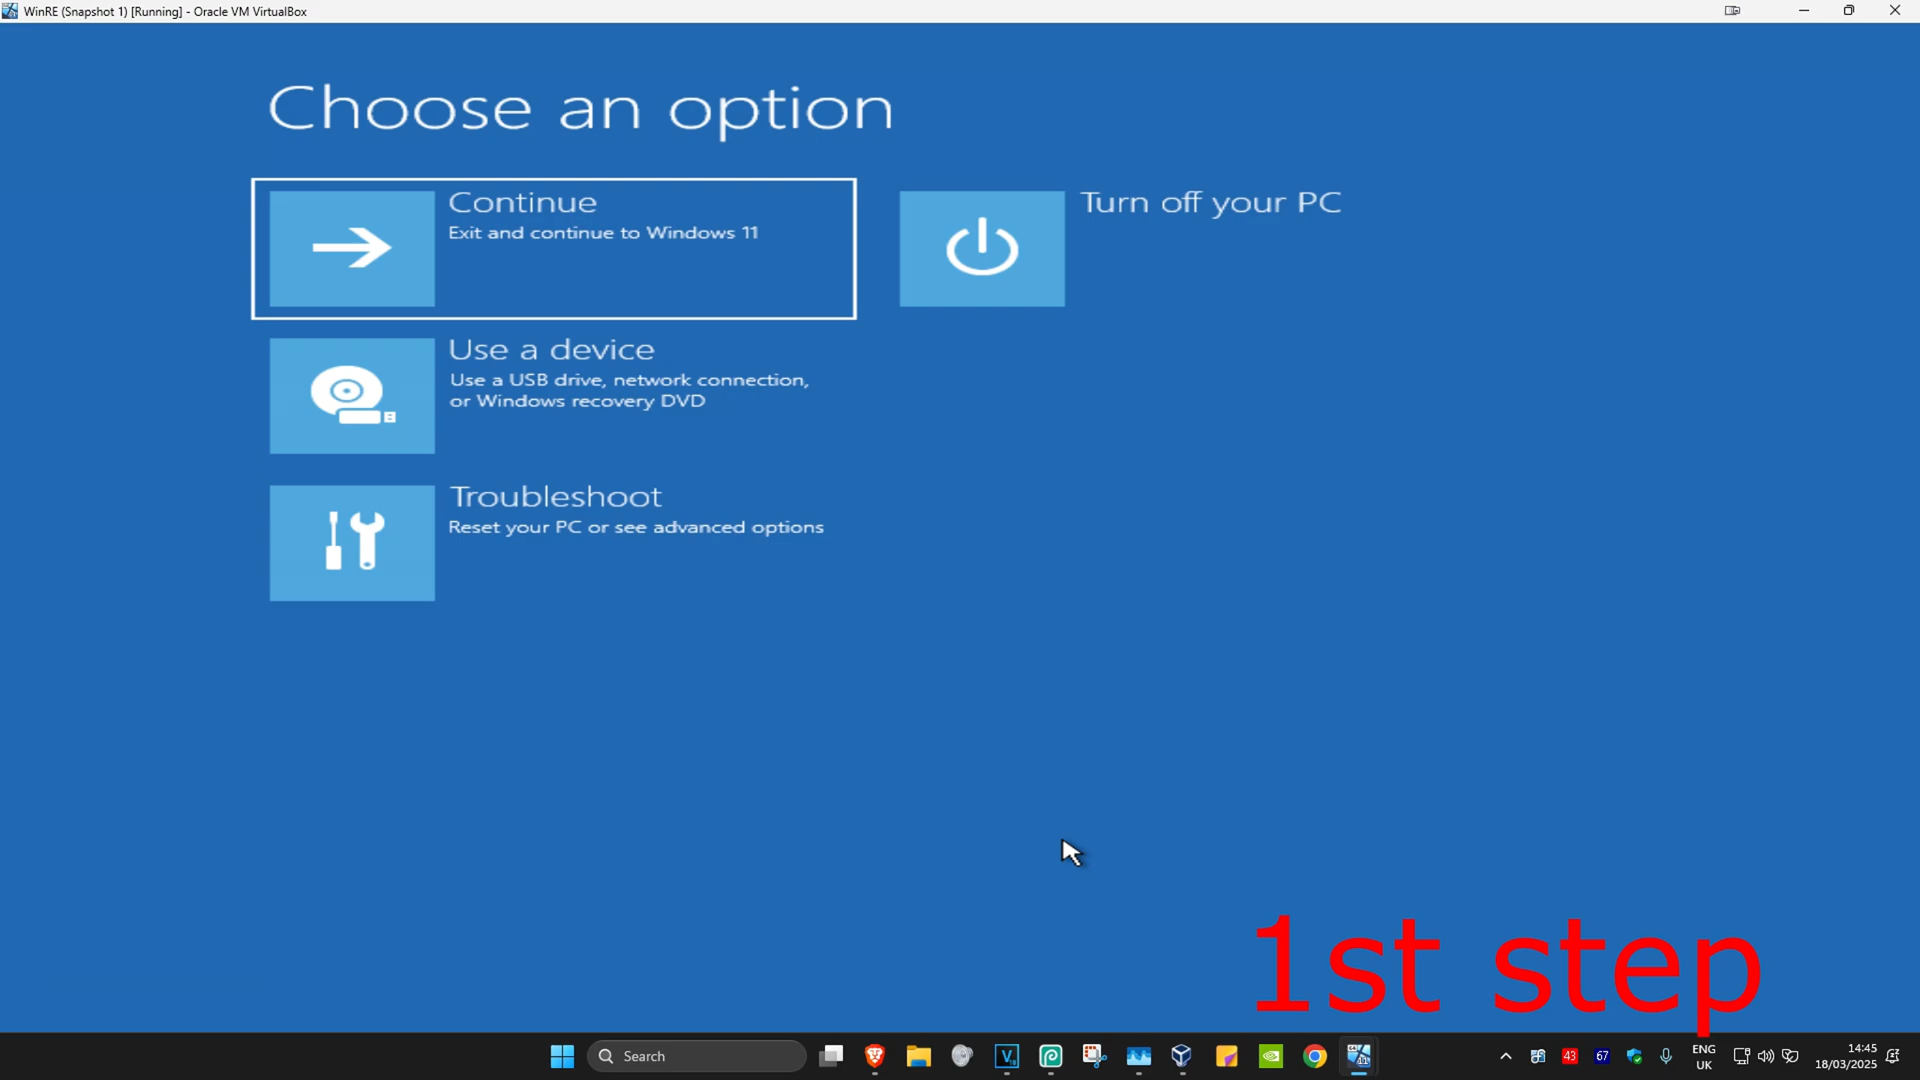 WinRE (Snapshot 1) [Running] - Oracle VM VirtualBox
Choose an option
Continue
Exit and continue to Windows 11
Turn off your PC
Use a device
Use a USB drive, network connection,
or Windows recovery DVD
Troubleshoot
Reset your PC or see advanced options
1st step
Search
43
67
ENG
UK
14:45
18/03/2025